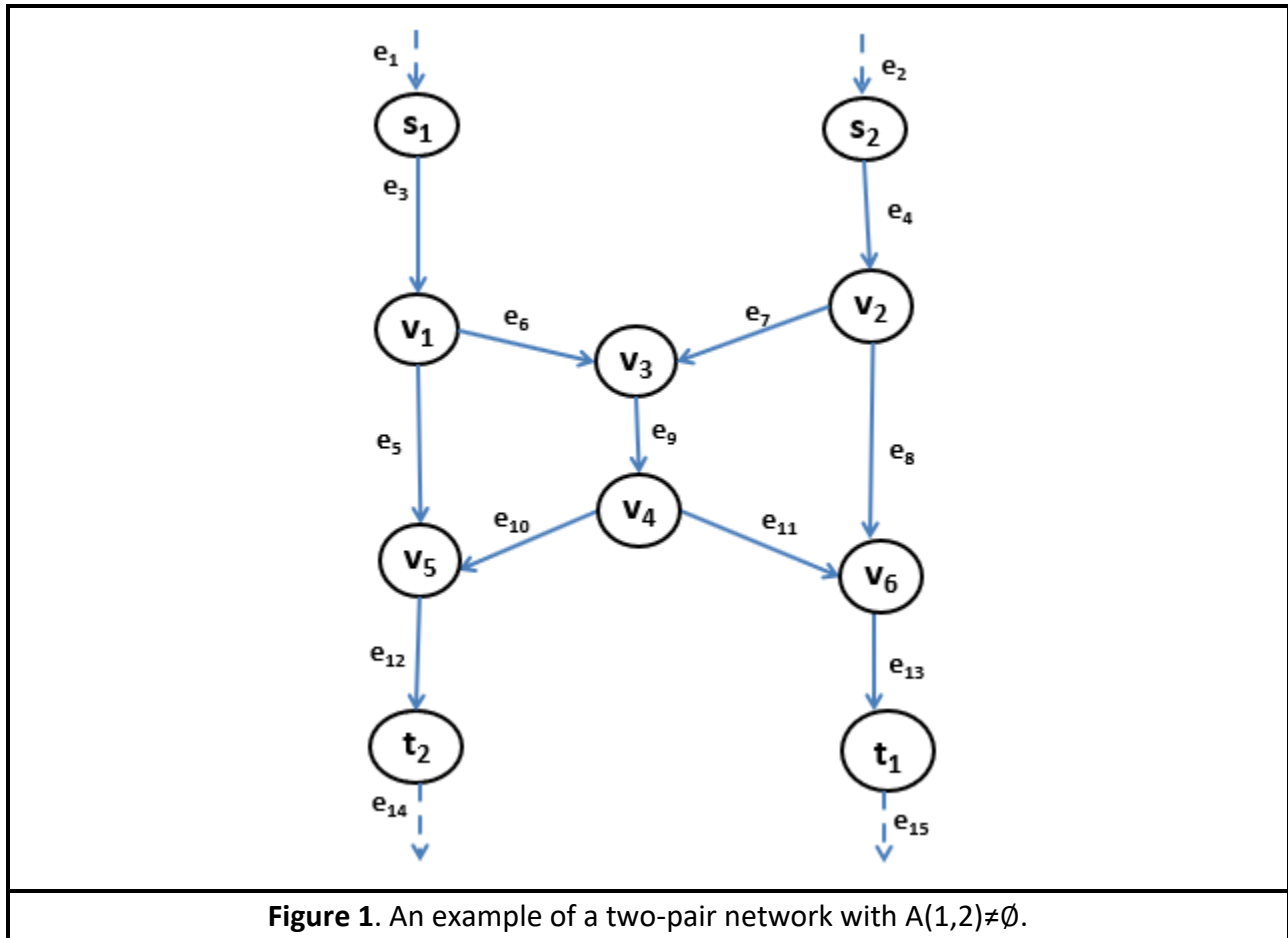 e1
e2
s1
s2
e3
e4
v1
v2
e6
e7
v3
e5
e9
e8
v4
e10
e11
v5
v6
e12
e13
t2
t1
e14
e15
Figure 1. An example of a two-pair network with A(1,2)≠∅.